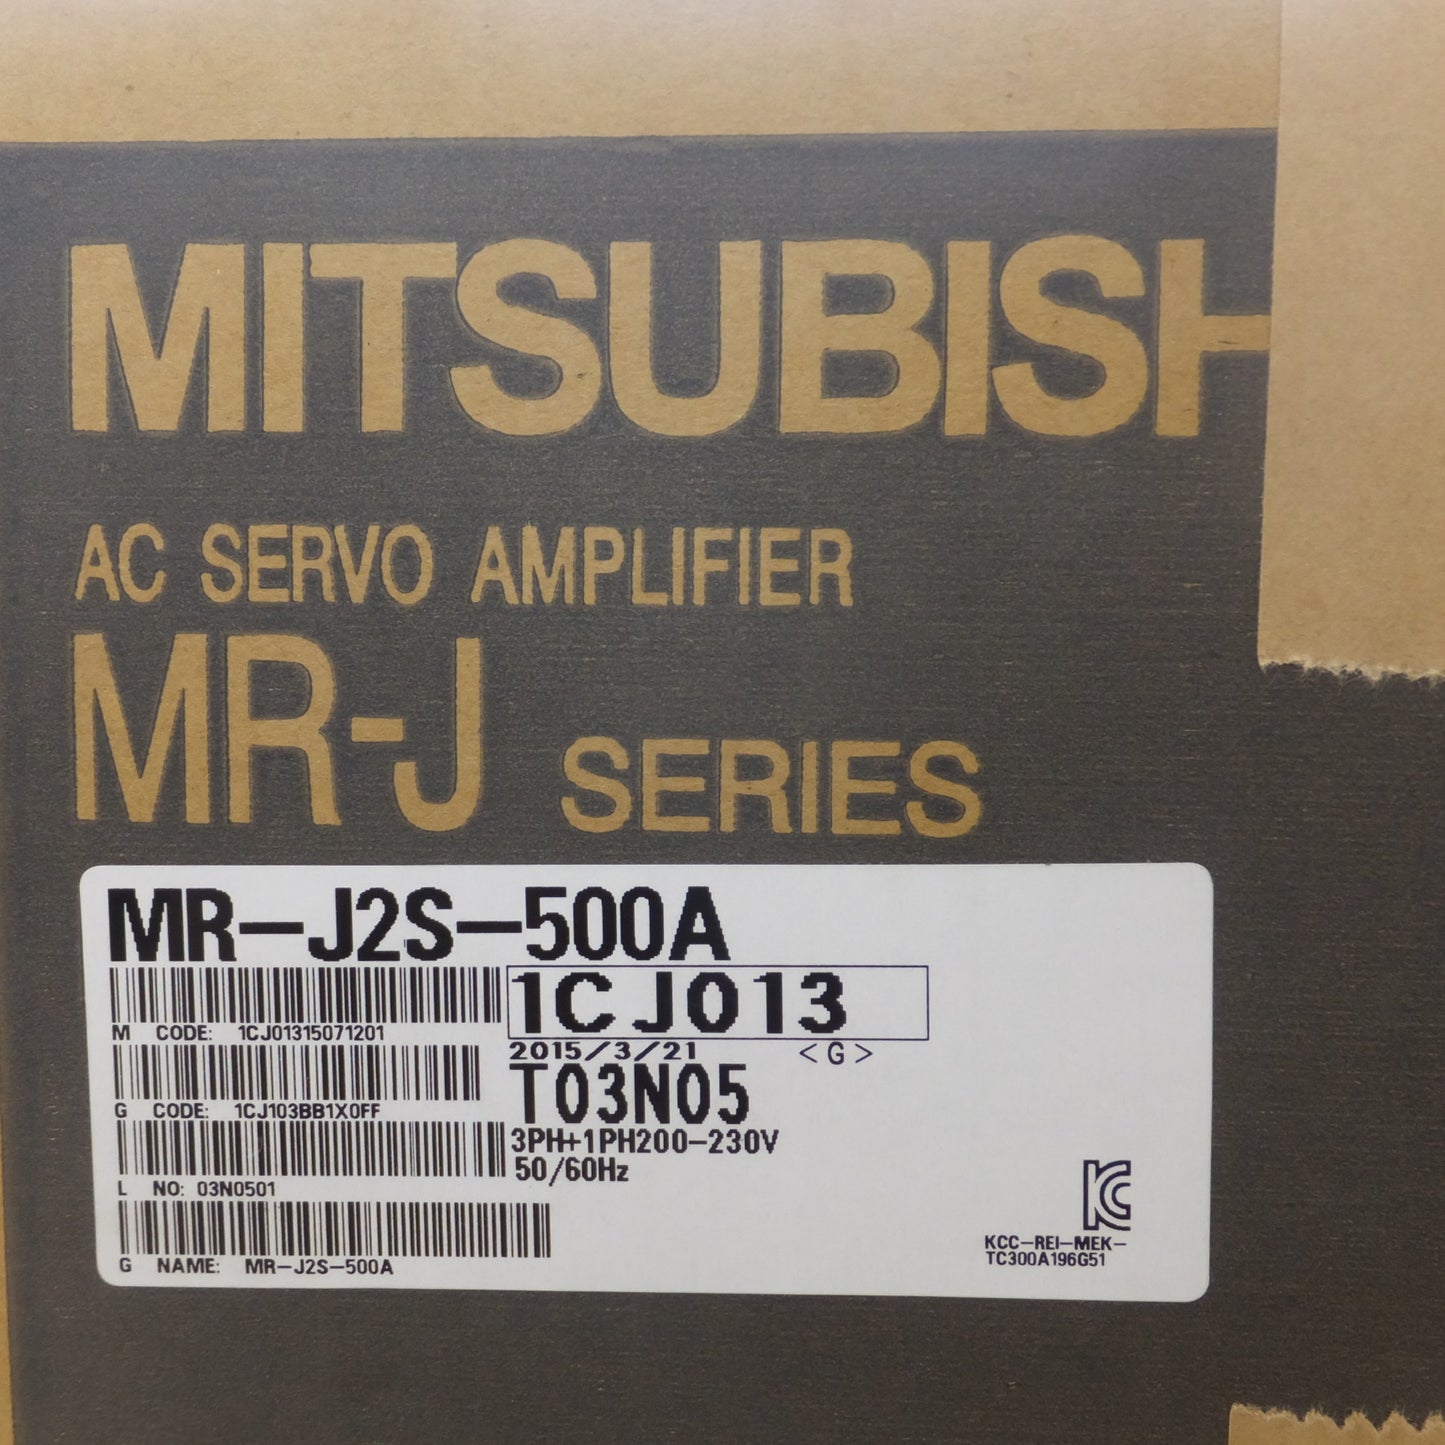 MITSUBISH
AC SERVO AMPLIFIER
MR-J SERIES
MR-J2S-500A
1CJ013
M CODE: 1CJ01315071201
2015/3/21 <G>
T03N05
G CODE: 1CJ103BB1X0FF
3PH+1PH200-230V
50/60Hz
L NO: 03N0501
KCC-REI-MEK-
TC300A196G51
G NAME: MR-J2S-500A